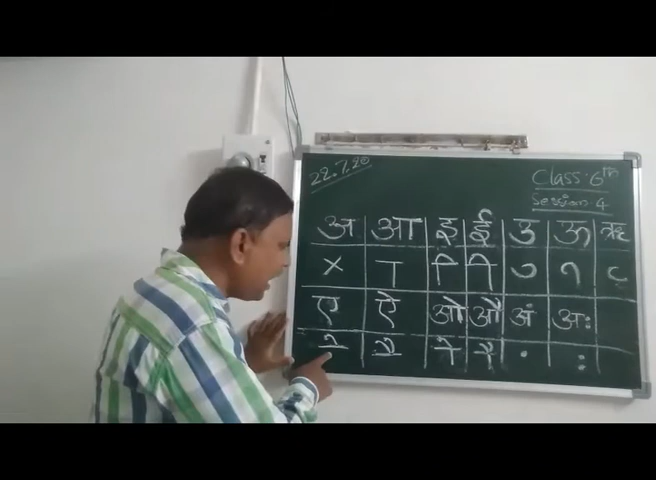 22.7.20
Class-6th
Session-4
अ आ इ ई उ ऊ ऋ
× ा ि ी ु ू ृ
ए ऐ ओ औ अं अः
े ै ो ौ ं ः